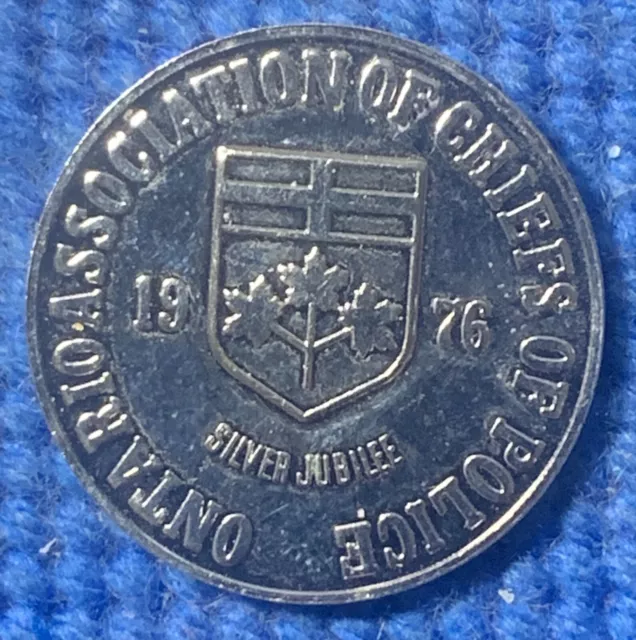 ONTARIO ASSOCIATION OF CHIEFS OF POLICE
19 76
SILVER JUBILEE